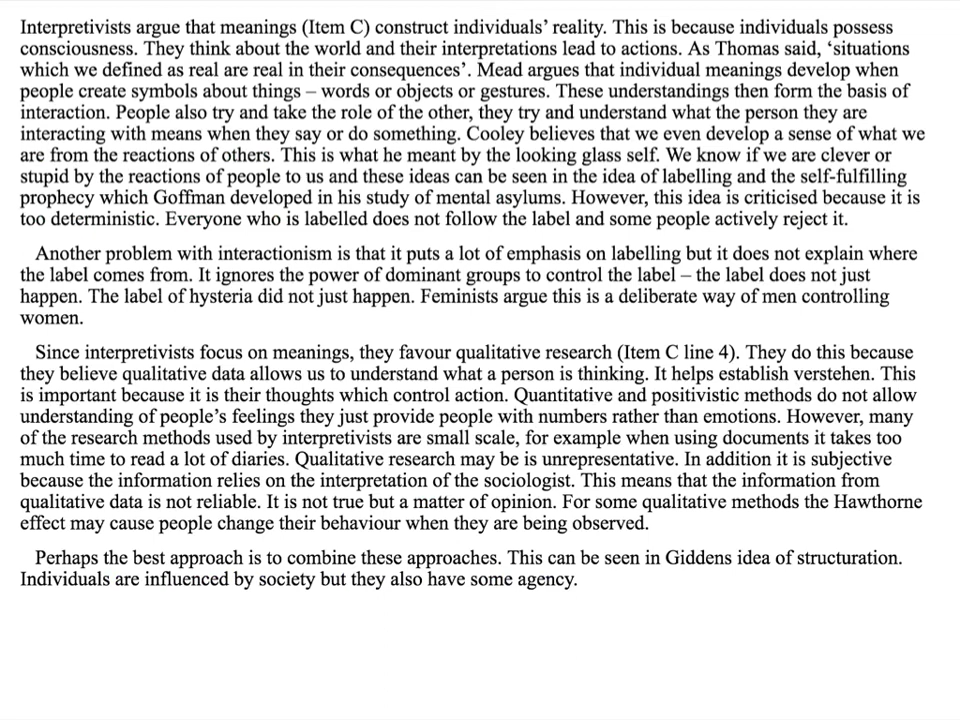 Interpretivists argue that meanings (Item C) construct individuals’ reality. This is because individuals possess
consciousness. They think about the world and their interpretations lead to actions. As Thomas said, ‘situations
which we defined as real are real in their consequences’. Mead argues that individual meanings develop when
people create symbols about things – words or objects or gestures. These understandings then form the basis of
interaction. People also try and take the role of the other, they try and understand what the person they are
interacting with means when they say or do something. Cooley believes that we even develop a sense of what we
are from the reactions of others. This is what he meant by the looking glass self. We know if we are clever or
stupid by the reactions of people to us and these ideas can be seen in the idea of labelling and the self-fulfilling
prophecy which Goffman developed in his study of mental asylums. However, this idea is criticised because it is
too deterministic. Everyone who is labelled does not follow the label and some people actively reject it.
Another problem with interactionism is that it puts a lot of emphasis on labelling but it does not explain where
the label comes from. It ignores the power of dominant groups to control the label – the label does not just
happen. The label of hysteria did not just happen. Feminists argue this is a deliberate way of men controlling
women.
Since interpretivists focus on meanings, they favour qualitative research (Item C line 4). They do this because
they believe qualitative data allows us to understand what a person is thinking. It helps establish verstehen. This
is important because it is their thoughts which control action. Quantitative and positivistic methods do not allow
understanding of people’s feelings they just provide people with numbers rather than emotions. However, many
of the research methods used by interpretivists are small scale, for example when using documents it takes too
much time to read a lot of diaries. Qualitative research may be is unrepresentative. In addition it is subjective
because the information relies on the interpretation of the sociologist. This means that the information from
qualitative data is not reliable. It is not true but a matter of opinion. For some qualitative methods the Hawthorne
effect may cause people change their behaviour when they are being observed.
Perhaps the best approach is to combine these approaches. This can be seen in Giddens idea of structuration.
Individuals are influenced by society but they also have some agency.